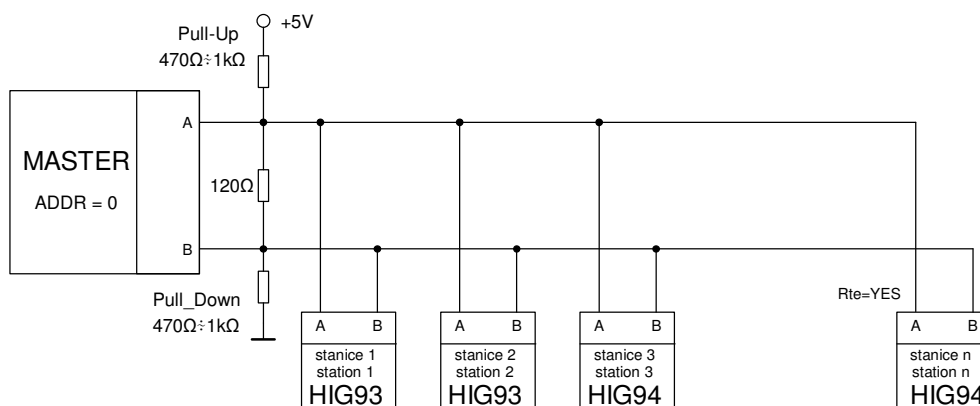 +5V
Pull-Up
470Ω÷1kΩ
A
MASTER
ADDR = 0
120Ω
B
Pull_Down
470Ω÷1kΩ
Rte=YES
A B
stanice 1
station 1
HIG93
A B
stanice 2
station 2
HIG93
A B
stanice 3
station 3
HIG94
A B
stanice n
station n
HIG94